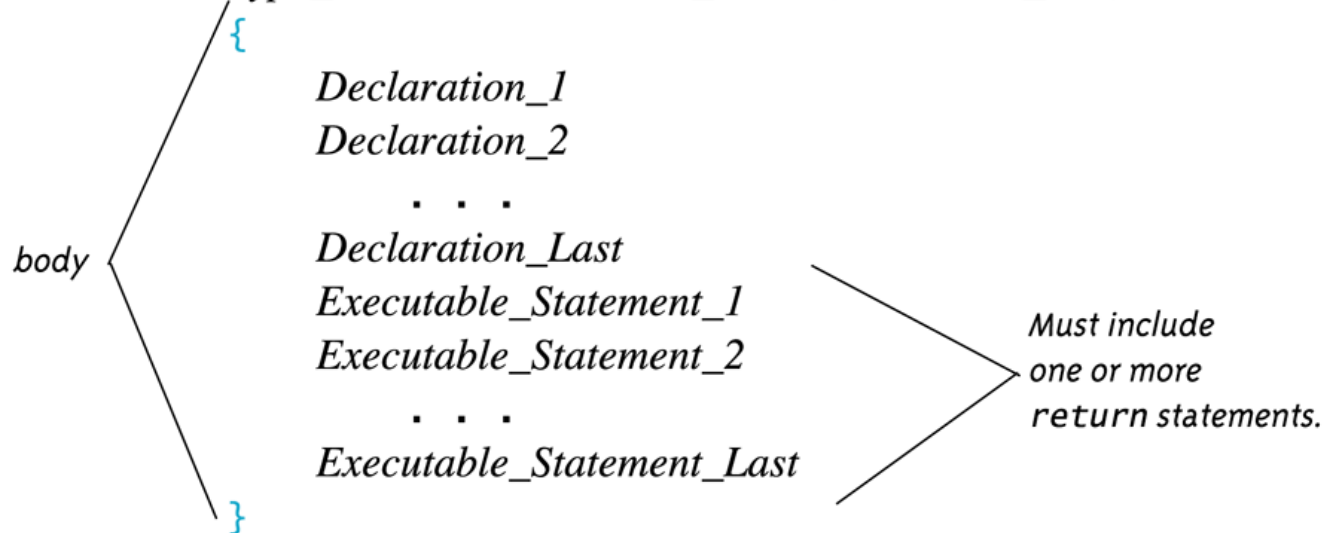 {
Declaration_1
Declaration_2
. . .
Declaration_Last
body
Executable_Statement_1
Executable_Statement_2
Must include
one or more
return statements.
. . .
Executable_Statement_Last
}